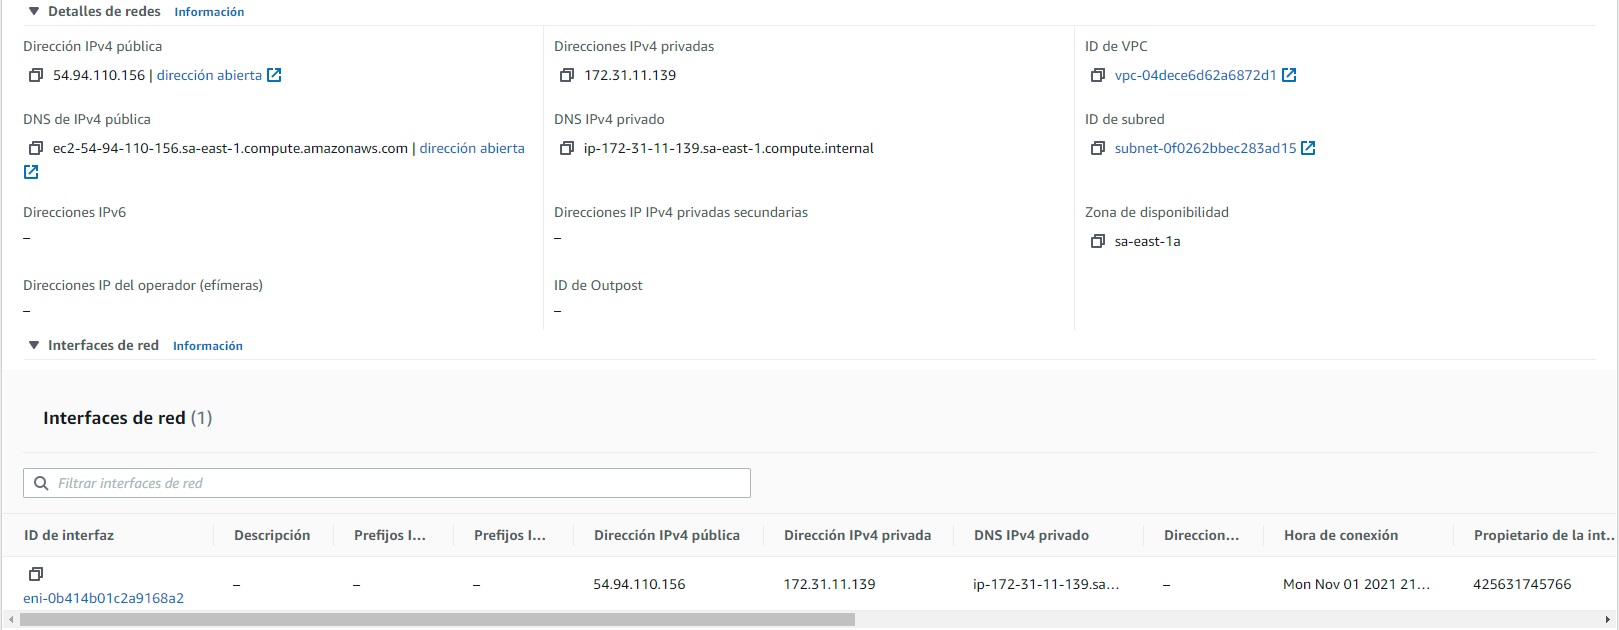 Detalles de redes Información
Dirección IPv4 pública
54.94.110.156 | dirección abierta
Direcciones IPv4 privadas
172.31.11.139
ID de VPC
vpc-04dece6d62a6872d1
DNS de IPv4 pública
ec2-54-94-110-156.sa-east-1.compute.amazonaws.com | dirección abierta
DNS IPv4 privado
ip-172-31-11-139.sa-east-1.compute.internal
ID de subred
subnet-0f0262bbec283ad15
Direcciones IPv6
–
Direcciones IP IPv4 privadas secundarias
–
Zona de disponibilidad
sa-east-1a
Direcciones IP del operador (efímeras)
–
ID de Outpost
–
Interfaces de red Información
Interfaces de red (1)
Filtrar interfaces de red
ID de interfaz Descripción Prefijos I... Prefijos I... Dirección IPv4 pública Dirección IPv4 privada DNS IPv4 privado Direccion... Hora de conexión Propietario de la int...
eni-0b414b01c2a9168a2 – – – 54.94.110.156 172.31.11.139 ip-172-31-11-139.sa... – Mon Nov 01 2021 21... 425631745766